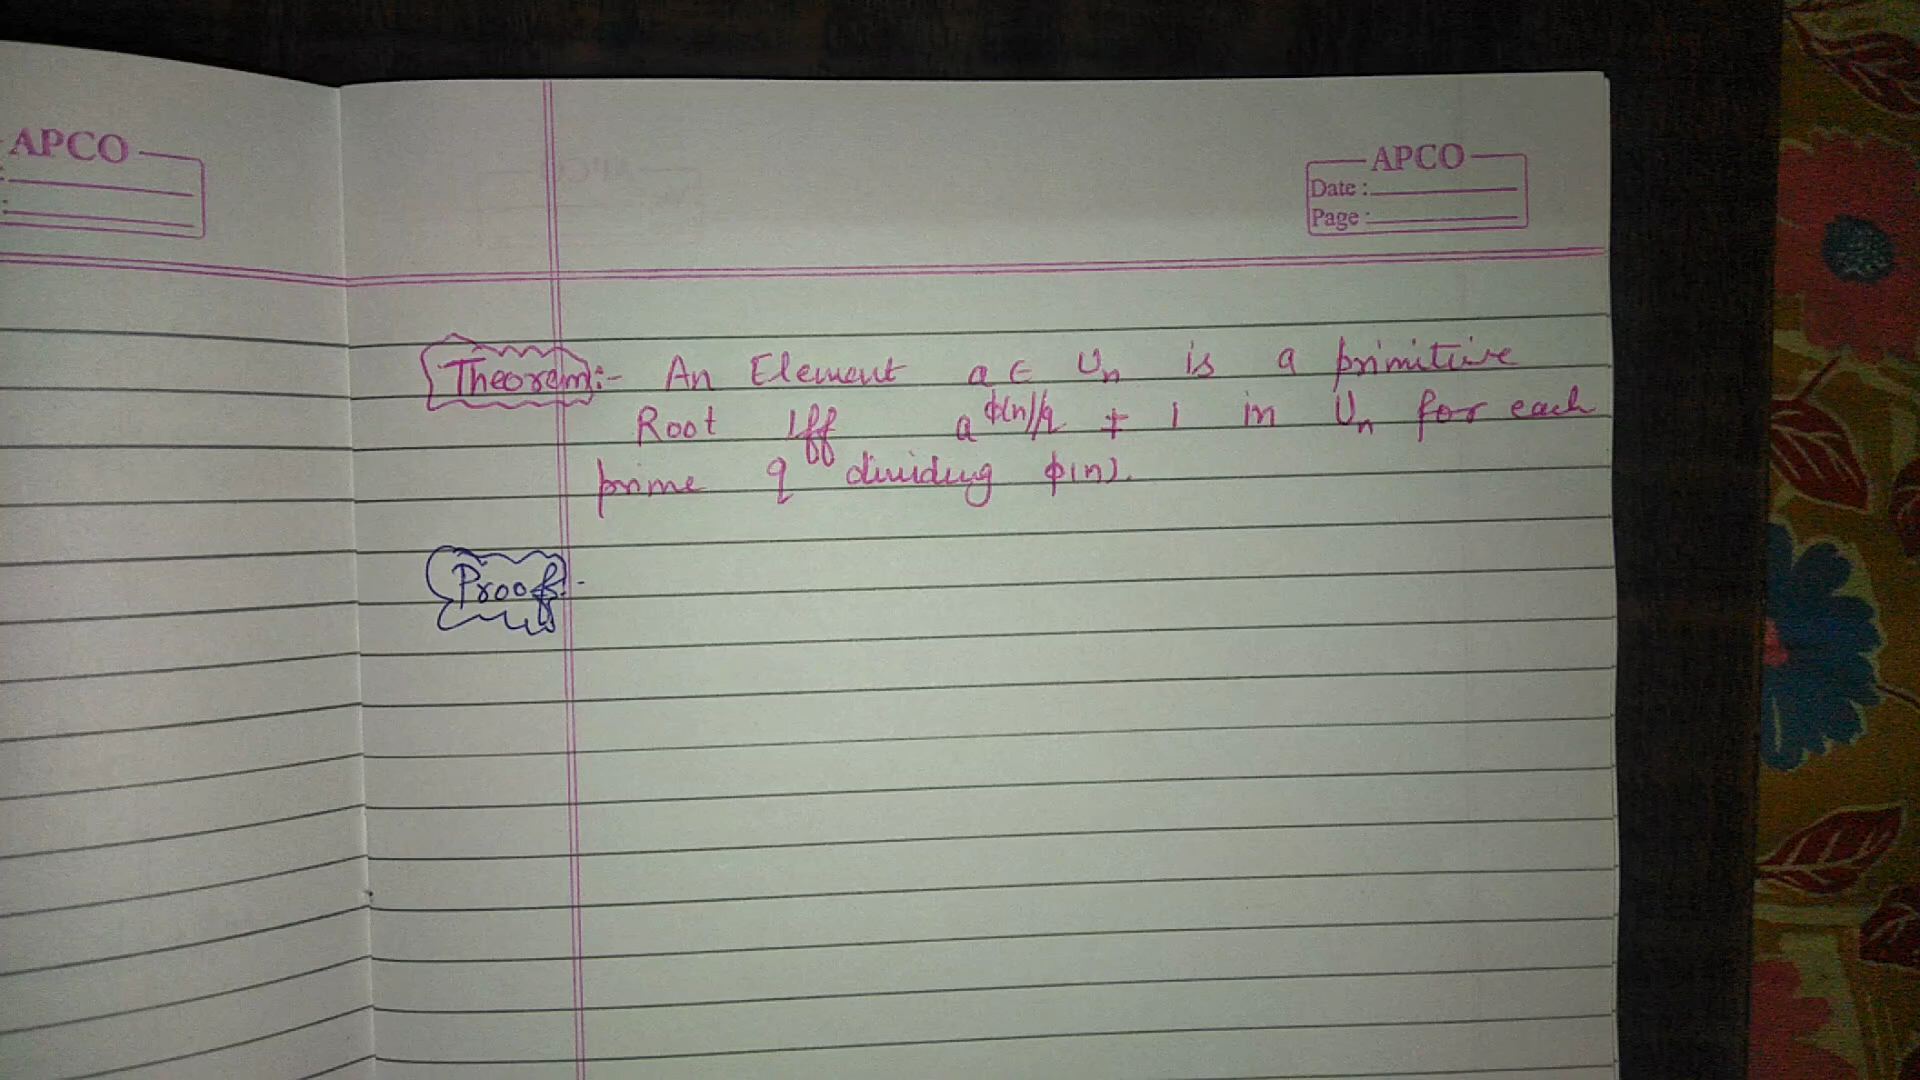 APCO
APCO
Date :
Page :
Theorem:- An Element a ∈ Un is a primitive
Root iff a^ϕ(n)/q ≠ 1 in Un for each
prime q dividing ϕ(n).
Proof:-